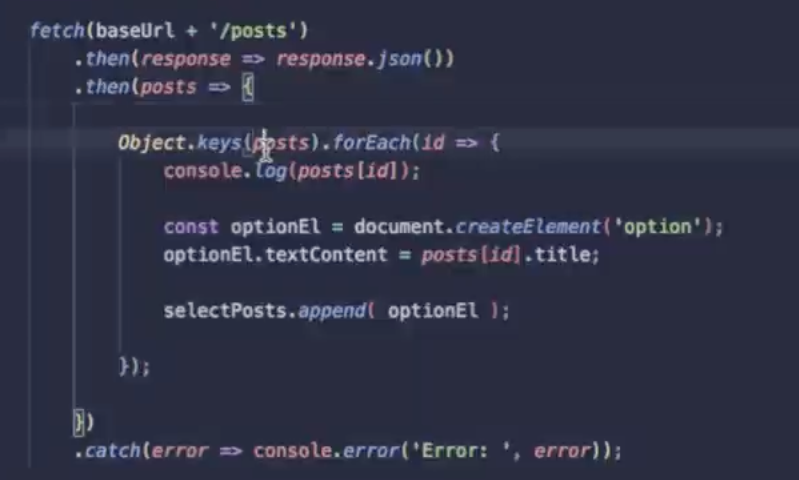 fetch(baseUrl + '/posts')
.then(response => response.json())
.then(posts => {
Object.keys(posts).forEach(id => {
console.log(posts[id]);
const optionEl = document.createElement('option');
optionEl.textContent = posts[id].title;
selectPosts.append( optionEl );
});
})
.catch(error => console.error('Error: ', error));